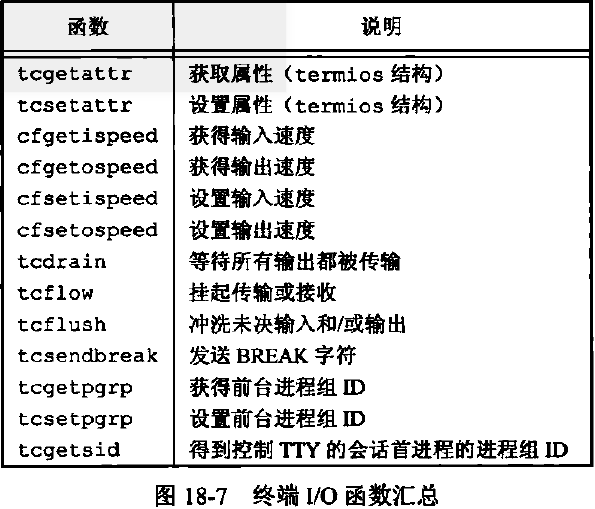 函数 说明
tcgetattr 获取属性（termios 结构）
tcsetattr 设置属性（termios 结构）
cfgetispeed 获得输入速度
cfgetospeed 获得输出速度
cfsetispeed 设置输入速度
cfsetospeed 设置输出速度
tcdrain 等待所有输出都被传输
tcflow 挂起传输或接收
tcflush 冲洗未决输入和/或输出
tcsendbreak 发送 BREAK 字符
tcgetpgrp 获得前台进程组 ID
tcsetpgrp 设置前台进程组 ID
tcgetsid 得到控制 TTY 的会话首进程的进程组 ID
图 18-7 终端 I/O 函数汇总